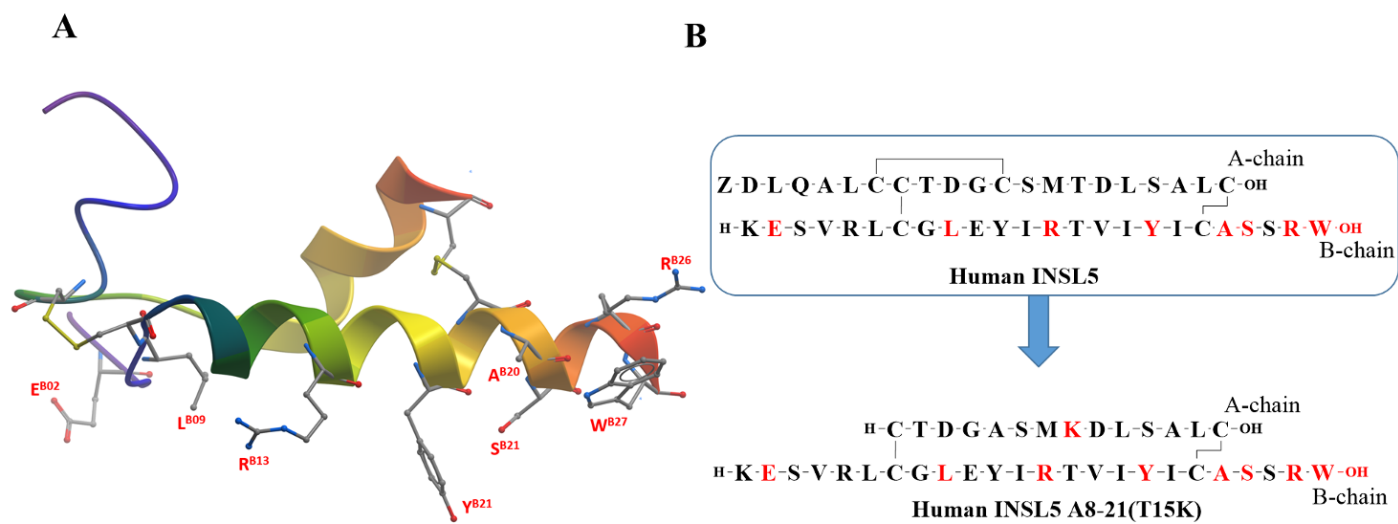 A
B
E^B02
L^B09
R^B13
Y^B21
S^B21
A^B20
W^B27
R^B26
A-chain
Z-D-L-Q-A-L-C-C-T-D-G-C-S-M-T-D-L-S-A-L-C-OH
H-K-E-S-V-R-L-C-G-L-E-Y-I-R-T-V-I-Y-I-C-A-S-S-R-W-OH
B-chain
Human INSL5
A-chain
H-C-T-D-G-A-S-M-K-D-L-S-A-L-C-OH
H-K-E-S-V-R-L-C-G-L-E-Y-I-R-T-V-I-Y-I-C-A-S-S-R-W-OH
B-chain
Human INSL5 A8-21(T15K)